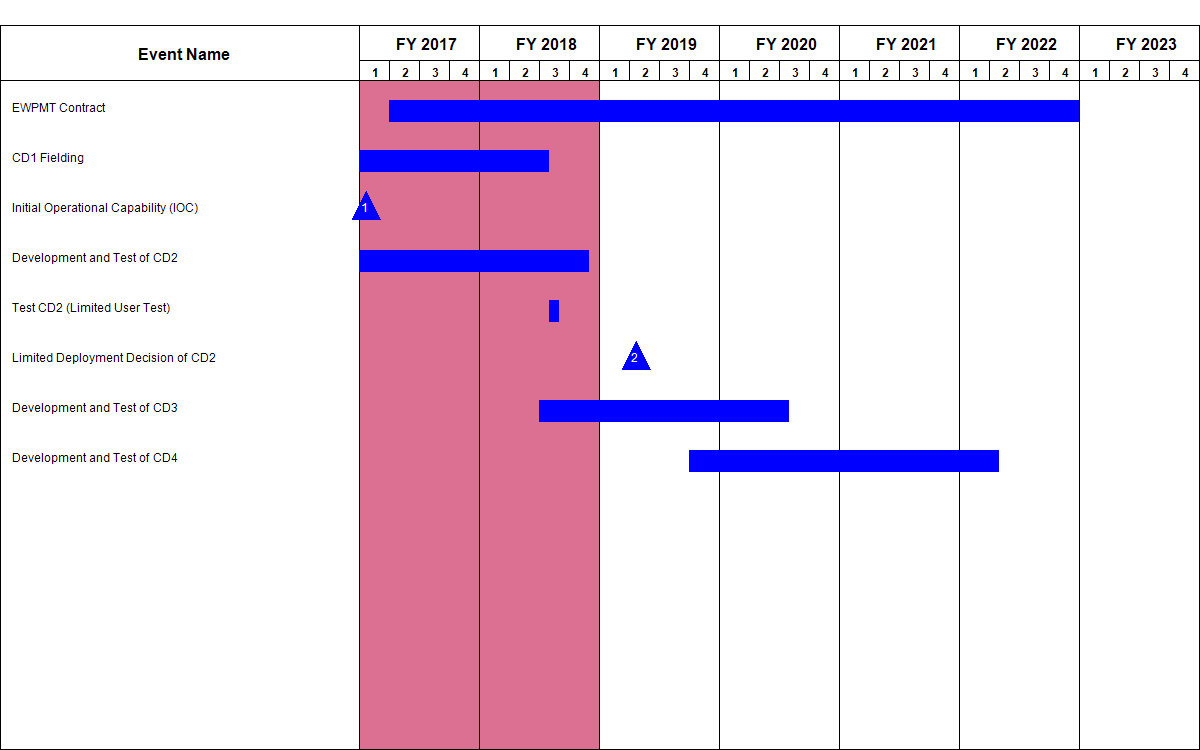 Event Name
FY 2017 FY 2018 FY 2019 FY 2020 FY 2021 FY 2022 FY 2023
1 2 3 4 1 2 3 4 1 2 3 4 1 2 3 4 1 2 3 4 1 2 3 4 1 2 3 4
EWPMT Contract
CD1 Fielding
Initial Operational Capability (IOC) 1
Development and Test of CD2
Test CD2 (Limited User Test)
Limited Deployment Decision of CD2 2
Development and Test of CD3
Development and Test of CD4